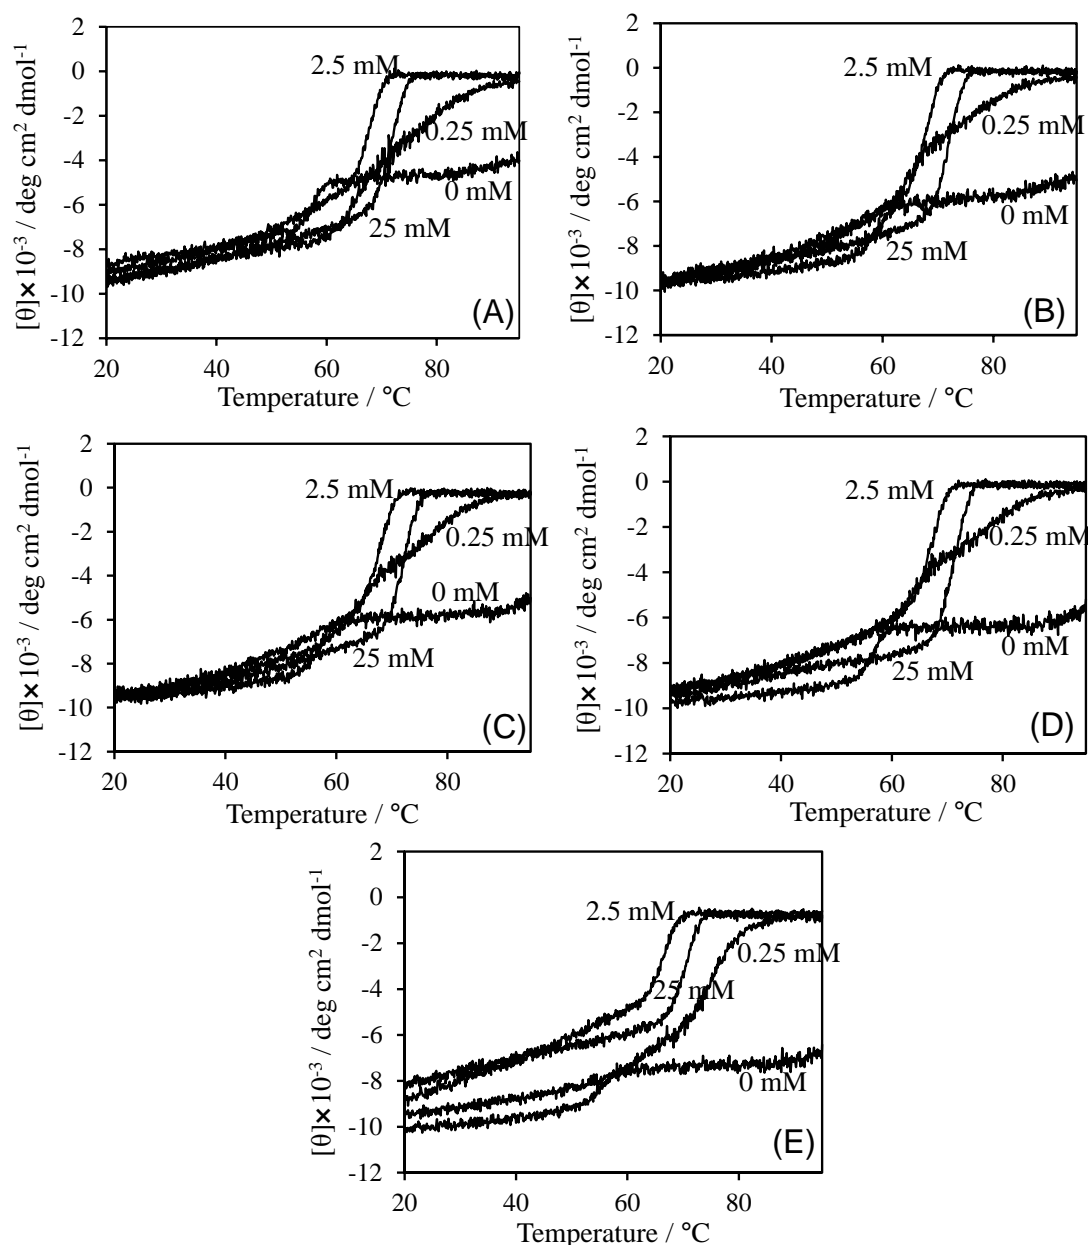 2
0
-2
-4
-6
-8
-10
-12
[θ]×10⁻³ / deg cm² dmol⁻¹
2.5 mM
0.25 mM
0 mM
25 mM
(A)
20 40 60 80
Temperature / °C
2
0
-2
-4
-6
-8
-10
-12
[θ]×10⁻³ / deg cm² dmol⁻¹
2.5 mM
0.25 mM
0 mM
25 mM
(B)
20 40 60 80
Temperature / °C
2
0
-2
-4
-6
-8
-10
-12
[θ]×10⁻³ / deg cm² dmol⁻¹
2.5 mM
0.25 mM
0 mM
25 mM
(C)
20 40 60 80
Temperature / °C
2
0
-2
-4
-6
-8
-10
-12
[θ]×10⁻³ / deg cm² dmol⁻¹
2.5 mM
0.25 mM
0 mM
25 mM
(D)
20 40 60 80
Temperature / °C
2
0
-2
-4
-6
-8
-10
-12
[θ]×10⁻³ / deg cm² dmol⁻¹
2.5 mM
0.25 mM
25 mM
0 mM
(E)
20 40 60 80
Temperature / °C